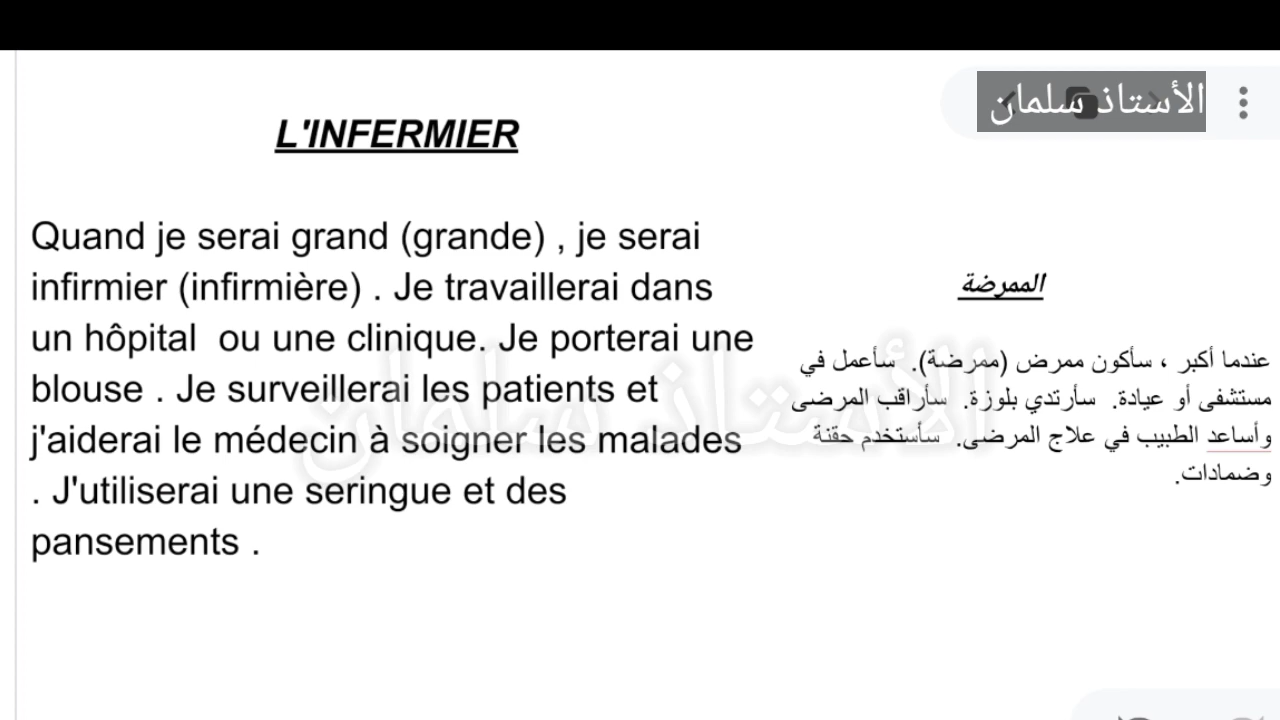 الأستاذ سلمان
L'INFERMIER
Quand je serai grand (grande) , je serai
infirmier (infirmière) . Je travaillerai dans
un hôpital ou une clinique. Je porterai une
blouse . Je surveillerai les patients et
j'aiderai le médecin à soigner les malades
. J'utiliserai une seringue et des
pansements .
الممرضة
عندما أكبر ، سأكون ممرض (ممرضة). سأعمل في
مستشفى أو عيادة. سأرتدي بلوزة. سأراقب المرضى
وأساعد الطبيب في علاج المرضى. سأستخدم حقنة
وضمادات.
الأستاذ سلمان